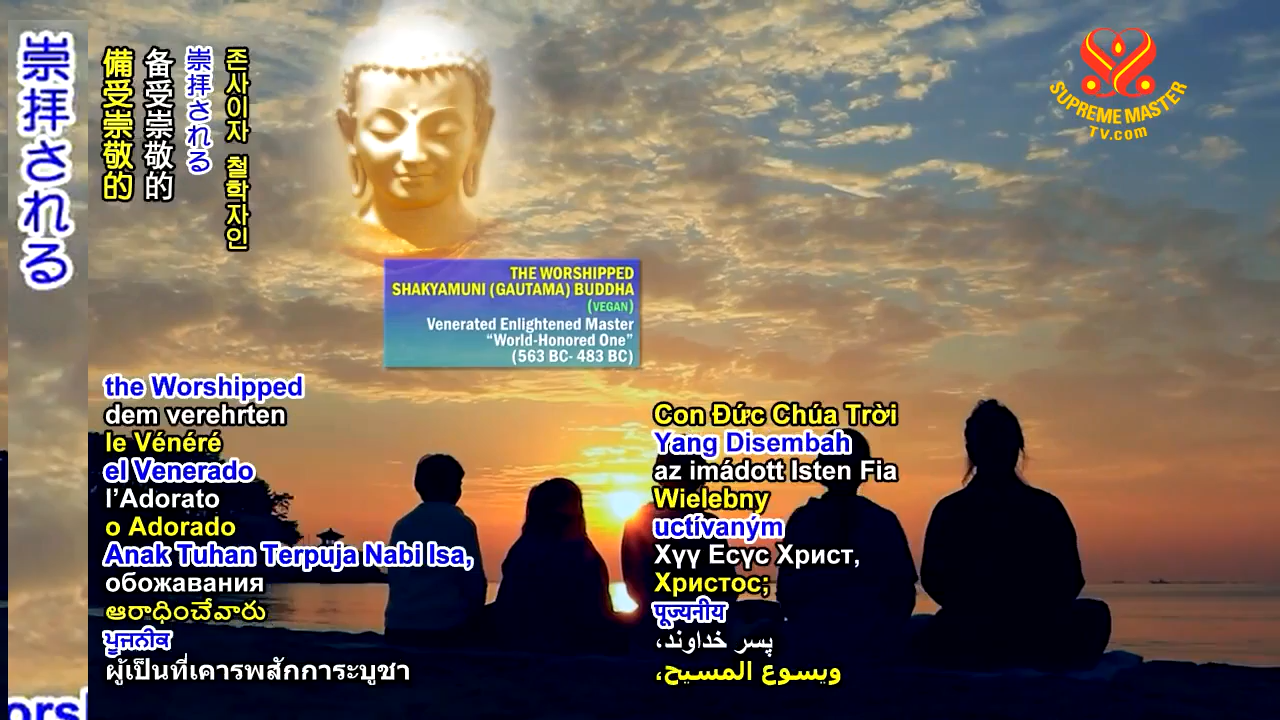 崇拝される
備受崇敬的
备受崇敬的
崇拝される
존사이자 철학자인
SUPREME MASTER
TV.com
THE WORSHIPPED
SHAKYAMUNI (GAUTAMA) BUDDHA
(VEGAN)
Venerated Enlightened Master
“World-Honored One”
(563 BC- 483 BC)
the Worshipped
dem verehrten
le Vénéré
el Venerado
l’Adorato
o Adorado
Anak Tuhan Terpuja Nabi Isa,
обожавания
ఆరాధించేవారు
ਪੂਜਨੀਕ
ผู้เป็นที่เคารพสักการะบูชา
Con Đức Chúa Trời
Yang Disembah
az imádott Isten Fia
Wielebny
uctívaným
Хүү Есүс Христ,
Христос;
पूज्यनीय
پسر خداوند،
ويسوع المسيح،